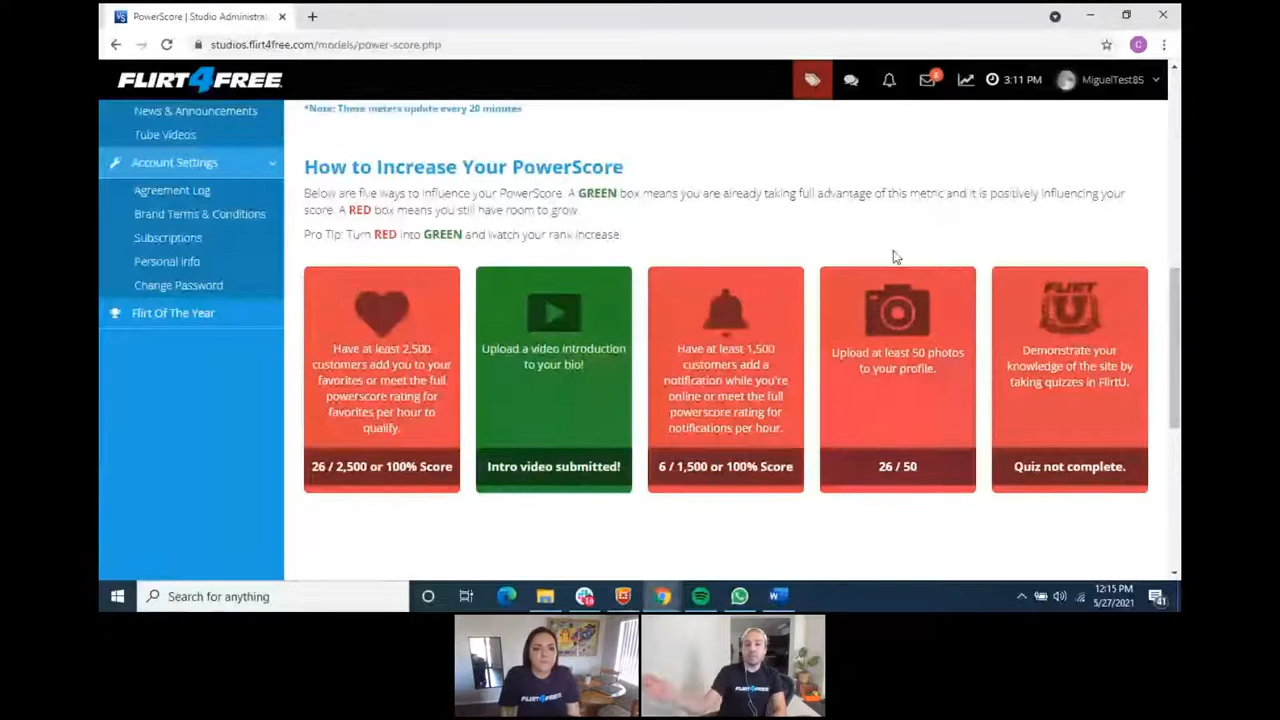 PowerScore | Studio Administra
studios.flirt4free.com/models/power-score.php
C
FLIRT4FREE
8
3:11 PM
MiguelTest85
News & Announcements
Tube Videos
Account Settings
Agreement Log
Brand Terms & Conditions
Subscriptions
Personal Info
Change Password
Flirt Of The Year
*Note: These meters update every 20 minutes
How to Increase Your PowerScore
Below are five ways to influence your PowerScore. A GREEN box means you are already taking full advantage of this metric and it is positively influencing your
score. A RED box means you still have room to grow
Pro Tip: Turn RED into GREEN and watch your rank increase.
Have at least 2,500
customers add you to your
favorites or meet the full
powerscore rating for
favorites per hour to
qualify.
26 / 2,500 or 100% Score
Upload a video introduction
to your bio!
Intro video submitted!
Have at least 1,500
customers add a
notification while you're
online or meet the full
powerscore rating for
notifications per hour.
6 / 1,500 or 100% Score
Upload at least 50 photos
to your profile.
26 / 50
FLIRT
U
Demonstrate your
knowledge of the site by
taking quizzes in FlirtU.
Quiz not complete.
Search for anything
12:15 PM
5/27/2021
41
FLIRT4FREE
FLIRT4FREE